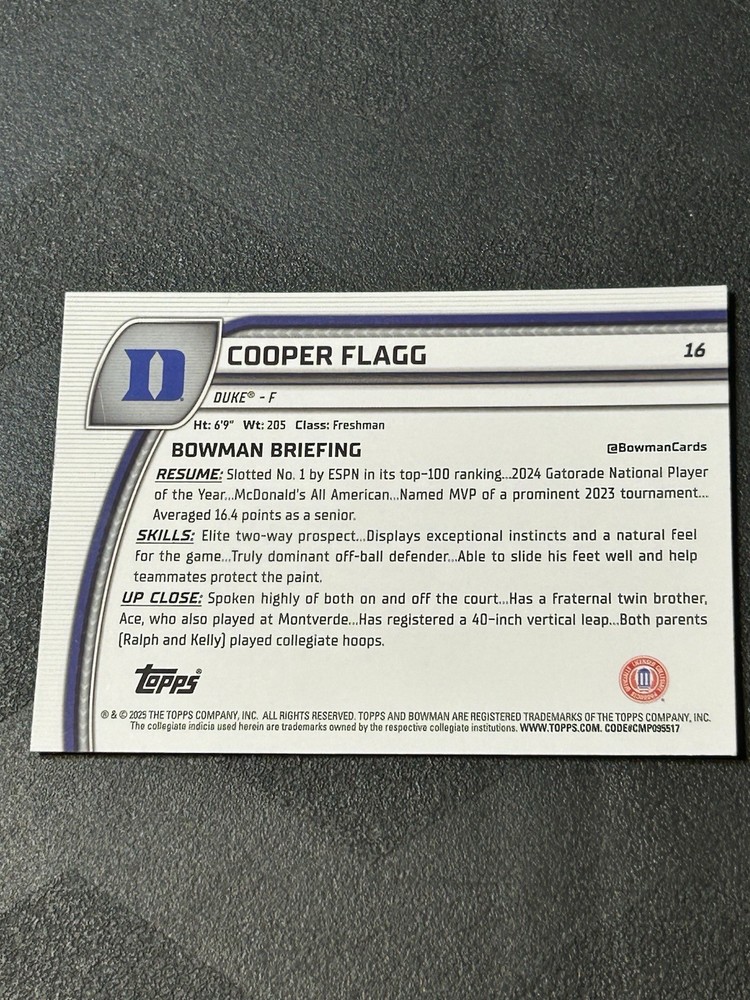 D
COOPER FLAGG
16
DUKE® - F
Ht: 6'9" Wt: 205 Class: Freshman
BOWMAN BRIEFING
@BowmanCards
RESUME: Slotted No. 1 by ESPN in its top-100 ranking...2024 Gatorade National Player
of the Year...McDonald's All American...Named MVP of a prominent 2023 tournament...
Averaged 16.4 points as a senior.
SKILLS: Elite two-way prospect...Displays exceptional instincts and a natural feel
for the game...Truly dominant off-ball defender...Able to slide his feet well and help
teammates protect the paint.
UP CLOSE: Spoken highly of both on and off the court...Has a fraternal twin brother,
Ace, who also played at Montverde...Has registered a 40-inch vertical leap...Both parents
(Ralph and Kelly) played collegiate hoops.
Topps®
OFFICIALLY LICENSED COLLEGIATE PRODUCTS
® & © 2025 THE TOPPS COMPANY, INC. ALL RIGHTS RESERVED. TOPPS AND BOWMAN ARE REGISTERED TRADEMARKS OF THE TOPPS COMPANY, INC.
The collegiate indicia used herein are trademarks owned by the respective collegiate institutions. WWW.TOPPS.COM. CODE#CMP095517